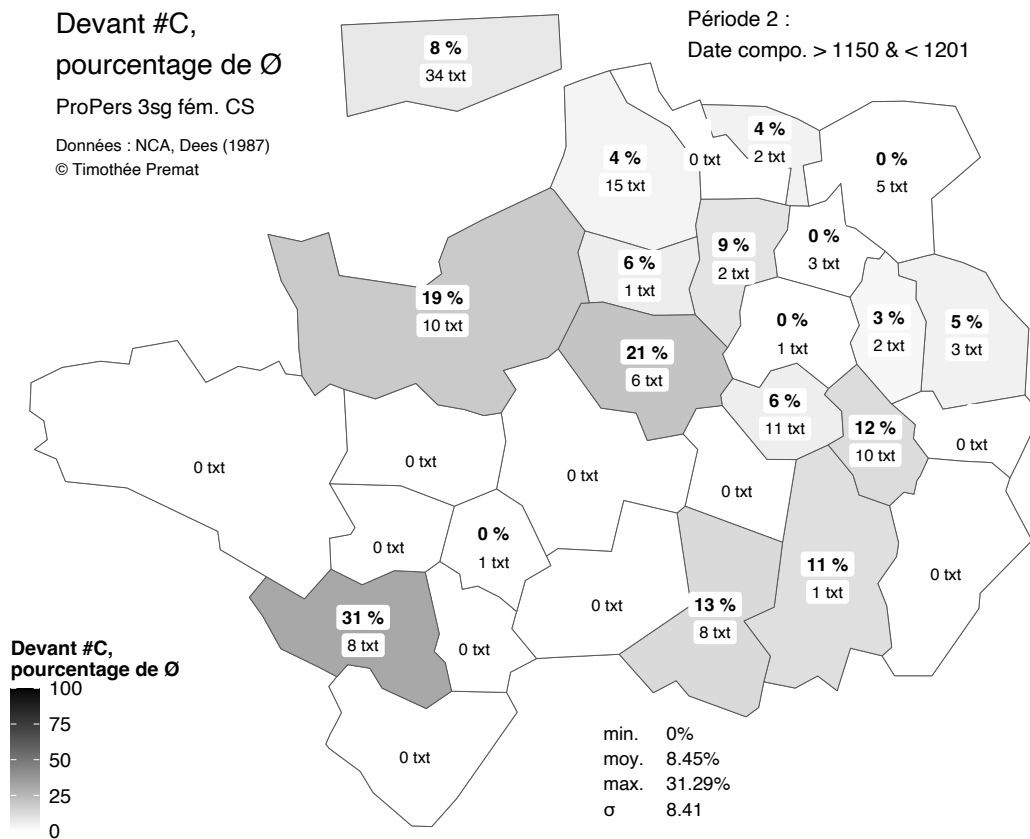 Devant #C,
pourcentage de Ø
ProPers 3sg fém. CS
Données : NCA, Dees (1987)
© Timothée Premat
Période 2 :
Date compo. > 1150 & < 1201
8 %
34 txt
4 %
15 txt
0 txt
4 %
2 txt
0 %
5 txt
9 %
2 txt
0 %
3 txt
6 %
1 txt
19 %
10 txt
0 %
1 txt
3 %
2 txt
5 %
3 txt
21 %
6 txt
6 %
11 txt
12 %
10 txt
0 txt
0 txt
0 txt
0 txt
0 txt
0 txt
0 %
1 txt
11 %
1 txt
0 txt
31 %
8 txt
0 txt
13 %
8 txt
0 txt
0 txt
Devant #C,
pourcentage de Ø
100
75
50
25
0
min. 0%
moy. 8.45%
max. 31.29%
σ 8.41